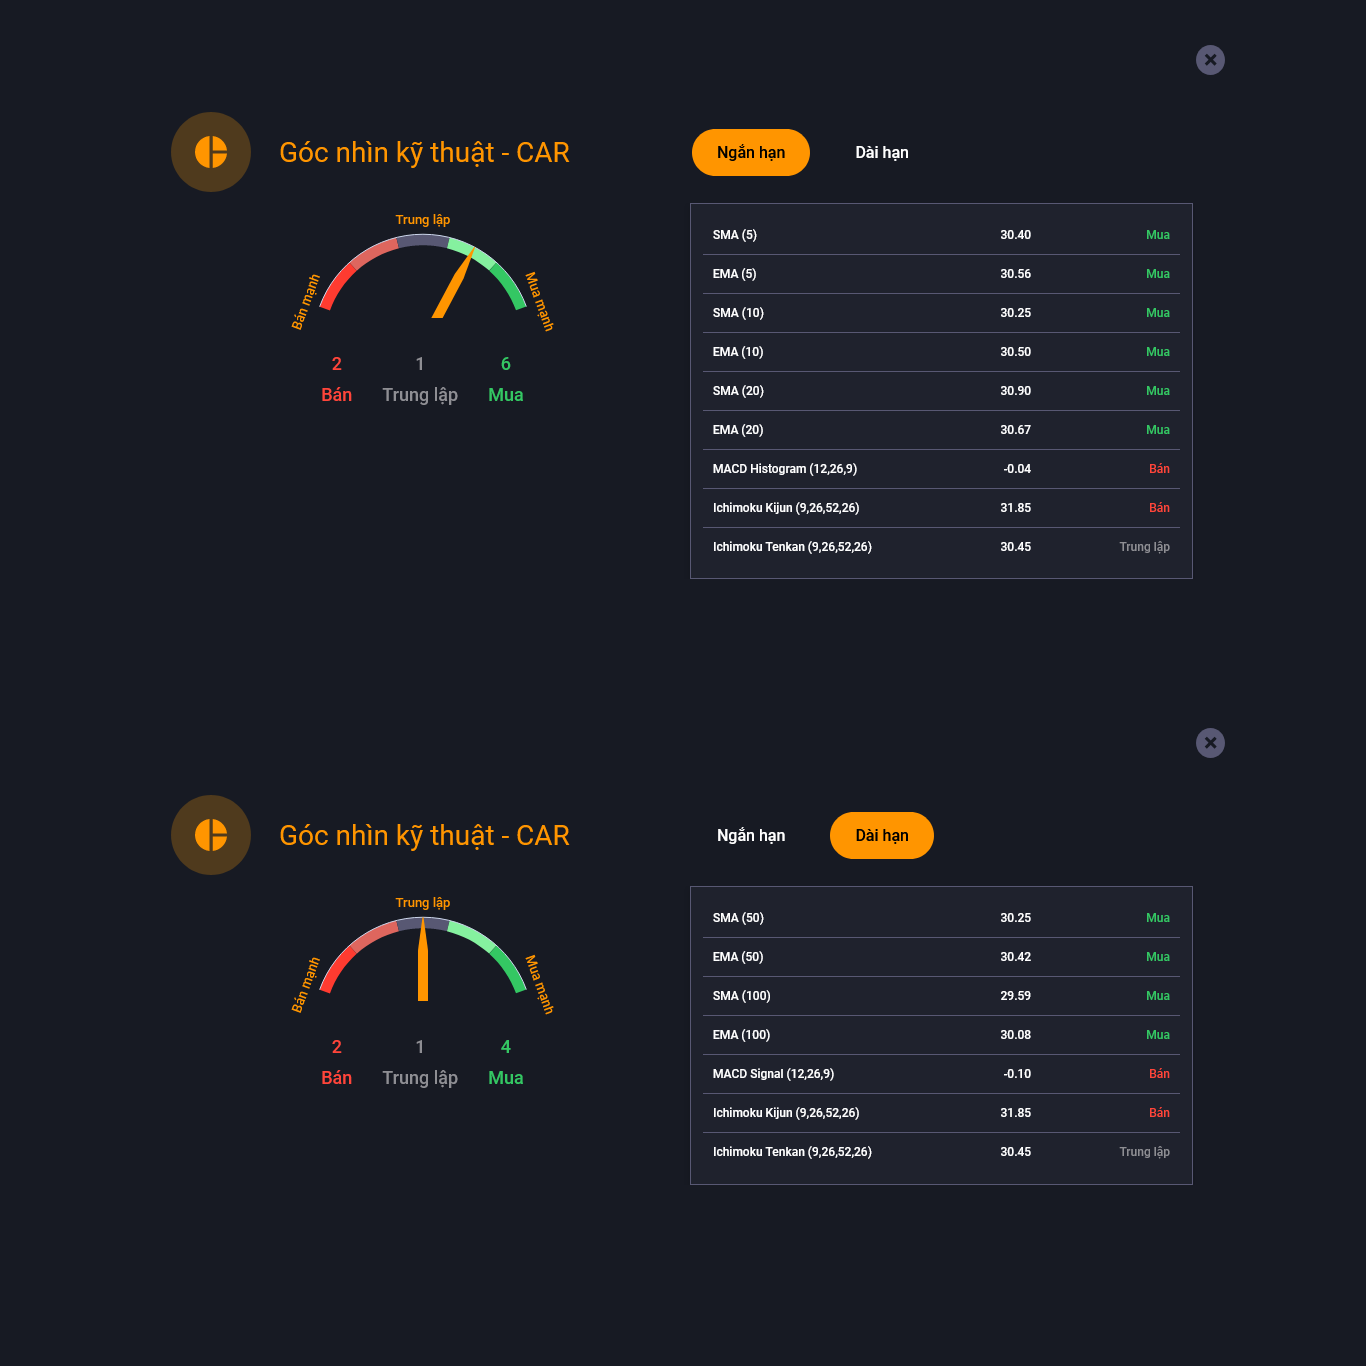 Góc nhìn kỹ thuật - CAR
Ngắn hạn
Dài hạn
Trung lập
Bán mạnh
Mua mạnh
2 1 6
Bán Trung lập Mua
SMA (5) 30.40 Mua
EMA (5) 30.56 Mua
SMA (10) 30.25 Mua
EMA (10) 30.50 Mua
SMA (20) 30.90 Mua
EMA (20) 30.67 Mua
MACD Histogram (12,26,9) -0.04 Bán
Ichimoku Kijun (9,26,52,26) 31.85 Bán
Ichimoku Tenkan (9,26,52,26) 30.45 Trung lập
Góc nhìn kỹ thuật - CAR
Ngắn hạn
Dài hạn
Trung lập
Bán mạnh
Mua mạnh
2 1 4
Bán Trung lập Mua
SMA (50) 30.25 Mua
EMA (50) 30.42 Mua
SMA (100) 29.59 Mua
EMA (100) 30.08 Mua
MACD Signal (12,26,9) -0.10 Bán
Ichimoku Kijun (9,26,52,26) 31.85 Bán
Ichimoku Tenkan (9,26,52,26) 30.45 Trung lập